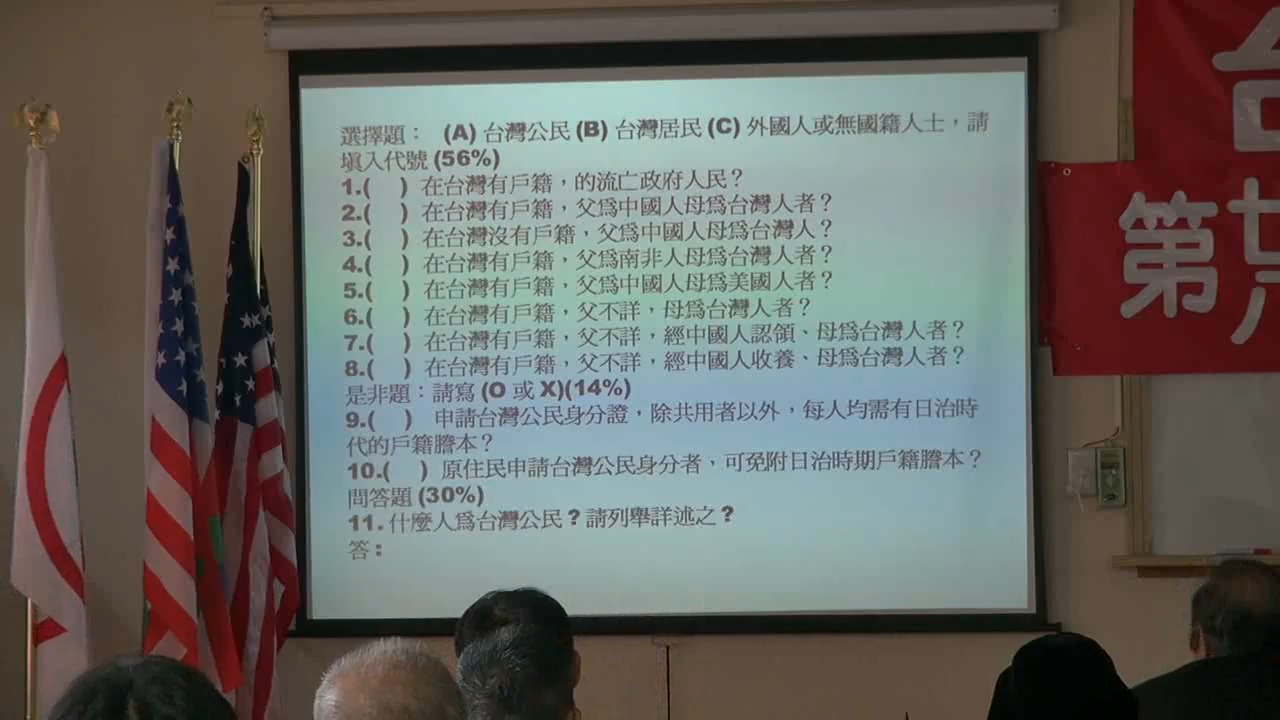 選擇題： (A) 台灣公民 (B) 台灣居民 (C) 外國人或無國籍人士，請
填入代號 (56%)
1.( ) 在台灣有戶籍，的流亡政府人民？
2.( ) 在台灣有戶籍，父為中國人母為台灣人者？
3.( ) 在台灣沒有戶籍，父為中國人母為台灣人？
4.( ) 在台灣有戶籍，父為南非人母為台灣人者？
5.( ) 在台灣有戶籍，父為中國人母為美國人者？
6.( ) 在台灣有戶籍，父不詳，母為台灣人者？
7.( ) 在台灣有戶籍，父不詳，經中國人認領、母為台灣人者？
8.( ) 在台灣有戶籍，父不詳，經中國人收養、母為台灣人者？
是非題：請寫 (O 或 X)(14%)
9.( ) 申請台灣公民身分證，除共用者以外，每人均需有日治時
代的戶籍謄本？
10.( ) 原住民申請台灣公民身分者，可免附日治時期戶籍謄本？
問答題 (30%)
11. 什麼人為台灣公民？請列舉詳述之？
答：
台
第廿